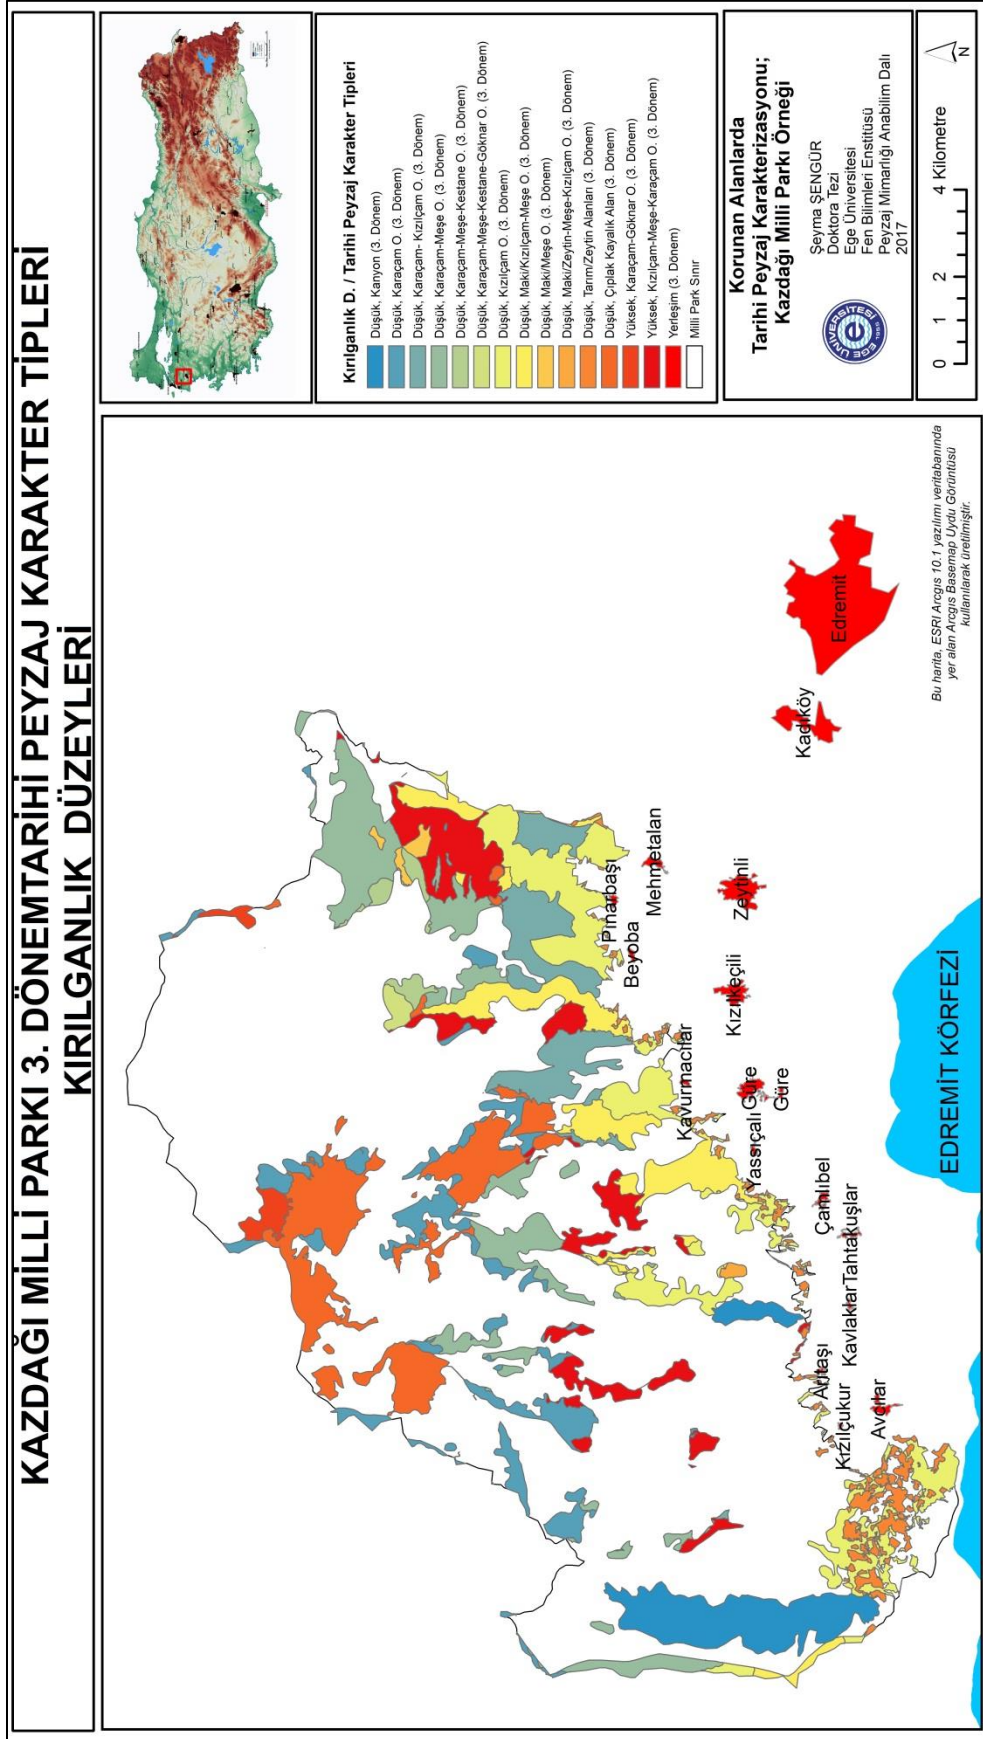 KAZDAĞI MİLLİ PARKI 3. DÖNEMTARİHİ PEYZAJ KARAKTER TİPLERİ
KIRILGANLIK DÜZEYLERİ
Kırılganlık D. / Tarihi Peyzaj Karakter Tipleri
Düşük, Kanyon (3. Dönem)
Düşük, Karaçam O. (3. Dönem)
Düşük, Karaçam- Kızılçam O. (3. Dönem)
Düşük, Karaçam-Meşe O. (3. Dönem)
Düşük, Karaçam-Meşe-Kestane O. (3. Dönem)
Düşük, Karaçam-Meşe-Kestane-Göknar O. (3. Dönem)
Düşük, Kızılçam O. (3. Dönem)
Düşük, Maki/Kızılçam-Meşe O. (3. Dönem)
Düşük, Maki/Meşe O. (3. Dönem)
Düşük, Maki/Zeytin-Meşe-Kızılçam O. (3. Dönem)
Düşük, Tarım/Zeytin Alanları (3. Dönem)
Düşük, Çıplak Kayalık Alan (3. Dönem)
Yüksek, Karaçam-Göknar O. (3. Dönem)
Yüksek, Kızılçam-Meşe-Karaçam O. (3. Dönem)
Yerleşim (3. Dönem)
Milli Park Sınır
Korunan Alanlarda
Tarihi Peyzaj Karakterizasyonu;
Kazdağı Milli Parkı Örneği
EGE ÜNİVERSİTESİ
e
1955
Şeyma ŞENGÜR
Doktora Tezi
Ege Üniversitesi
Fen Bilimleri Enstitüsü
Peyzaj Mimarlığı Anabilim Dalı
2017
0 1 2 4 Kilometre
N
Pınarbaşı
Beyoba
Mehmetalan
Kavurmacılar
Kızılkeçili
Zeytinli
Kadıköy
Edremit
Yassıçalı
Güre
Güre
Çamlıbel
Tahtakuşlar
Kavlaklar
Arıtaşı
Kızılçukur
Avcılar
EDREMİT KÖRFEZİ
Bu harita, ESRI Arcgıs 10.1 yazılımı veritabanında
yer alan Arcgıs Basemap Uydu Görüntüsü
kullanılarak üretilmiştir.